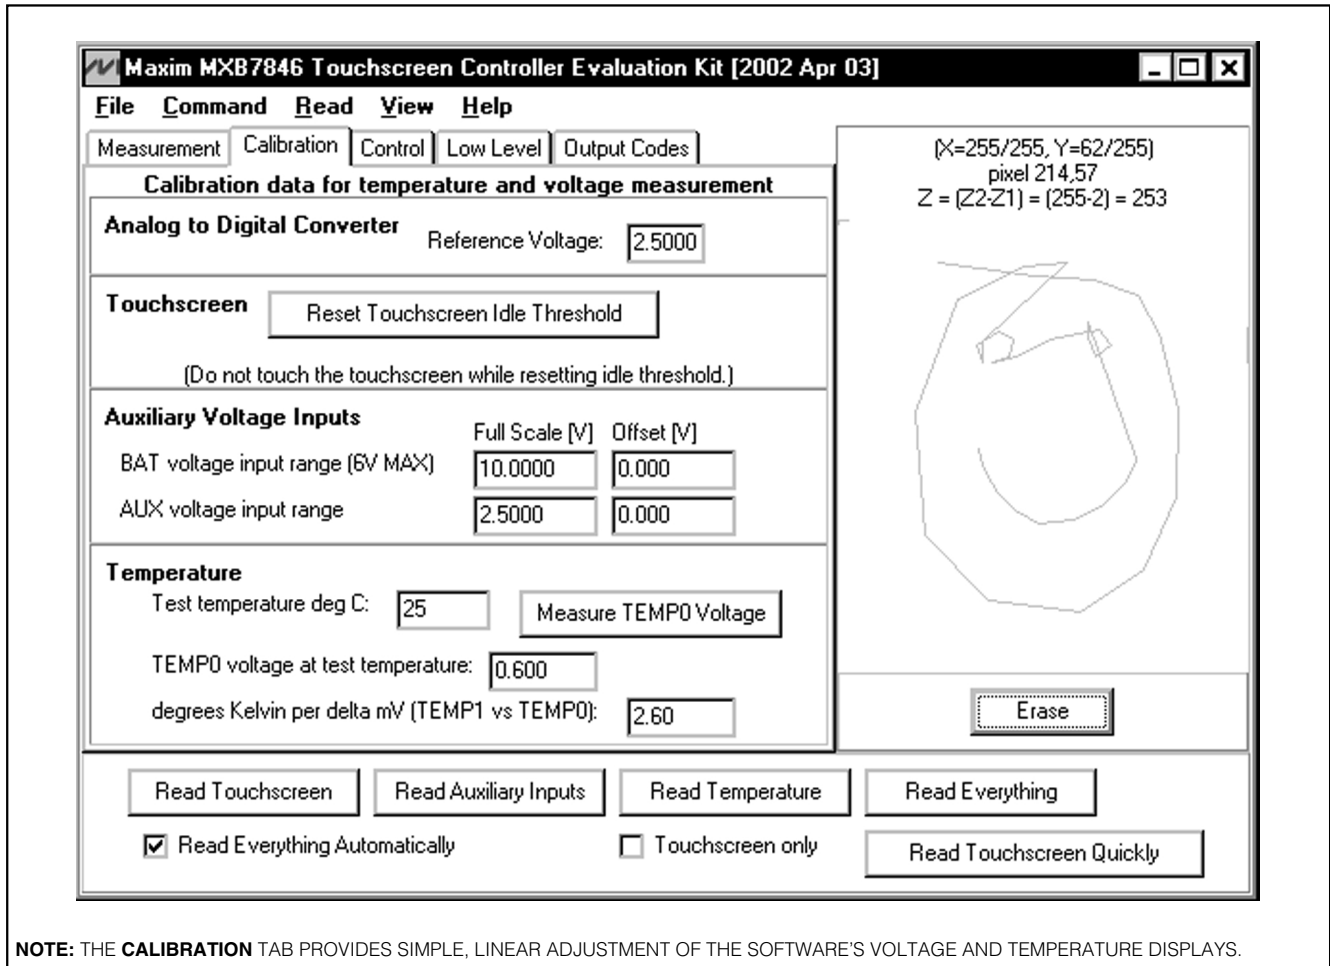 Maxim MXB7846 Touchscreen Controller Evaluation Kit [2002 Apr 03]
File Command Read View Help
Measurement Calibration Control Low Level Output Codes
Calibration data for temperature and voltage measurement
Analog to Digital Converter Reference Voltage: 2.5000
Touchscreen Reset Touchscreen Idle Threshold
(Do not touch the touchscreen while resetting idle threshold.)
Auxiliary Voltage Inputs
Full Scale [V] Offset [V]
BAT voltage input range (6V MAX) 10.0000 0.000
AUX voltage input range 2.5000 0.000
Temperature
Test temperature deg C: 25 Measure TEMP0 Voltage
TEMP0 voltage at test temperature: 0.600
degrees Kelvin per delta mV (TEMP1 vs TEMP0): 2.60
(X=255/255, Y=62/255)
pixel 214,57
Z = (Z2-Z1) = (255-2) = 253
Erase
Read Touchscreen Read Auxiliary Inputs Read Temperature Read Everything
Read Everything Automatically Touchscreen only Read Touchscreen Quickly
NOTE: THE CALIBRATION TAB PROVIDES SIMPLE, LINEAR ADJUSTMENT OF THE SOFTWARE'S VOLTAGE AND TEMPERATURE DISPLAYS.